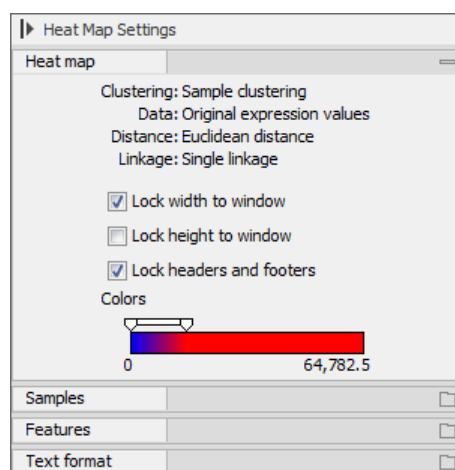 Heat Map Settings
Heat map
Clustering: Sample clustering
Data: Original expression values
Distance: Euclidean distance
Linkage: Single linkage
Lock width to window
Lock height to window
Lock headers and footers
Colors
0 64,782.5
Samples
Features
Text format